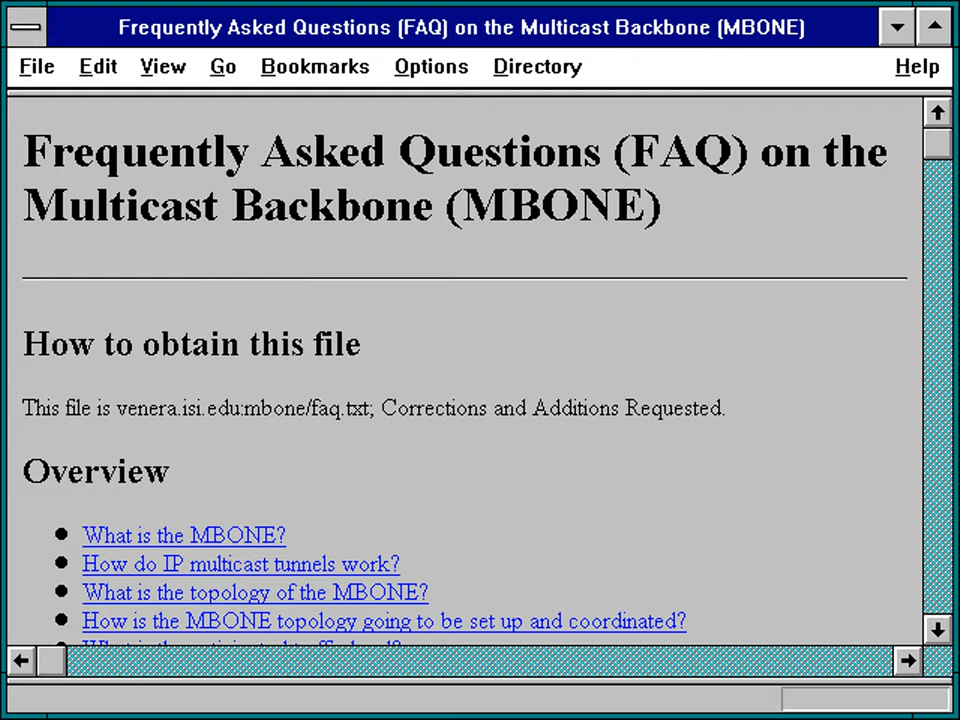 Frequently Asked Questions (FAQ) on the Multicast Backbone (MBONE)
File Edit View Go Bookmarks Options Directory Help
Frequently Asked Questions (FAQ) on the
Multicast Backbone (MBONE)
How to obtain this file
This file is venera.isi.edu:mbone/faq.txt; Corrections and Additions Requested.
Overview
What is the MBONE?
How do IP multicast tunnels work?
What is the topology of the MBONE?
How is the MBONE topology going to be set up and coordinated?